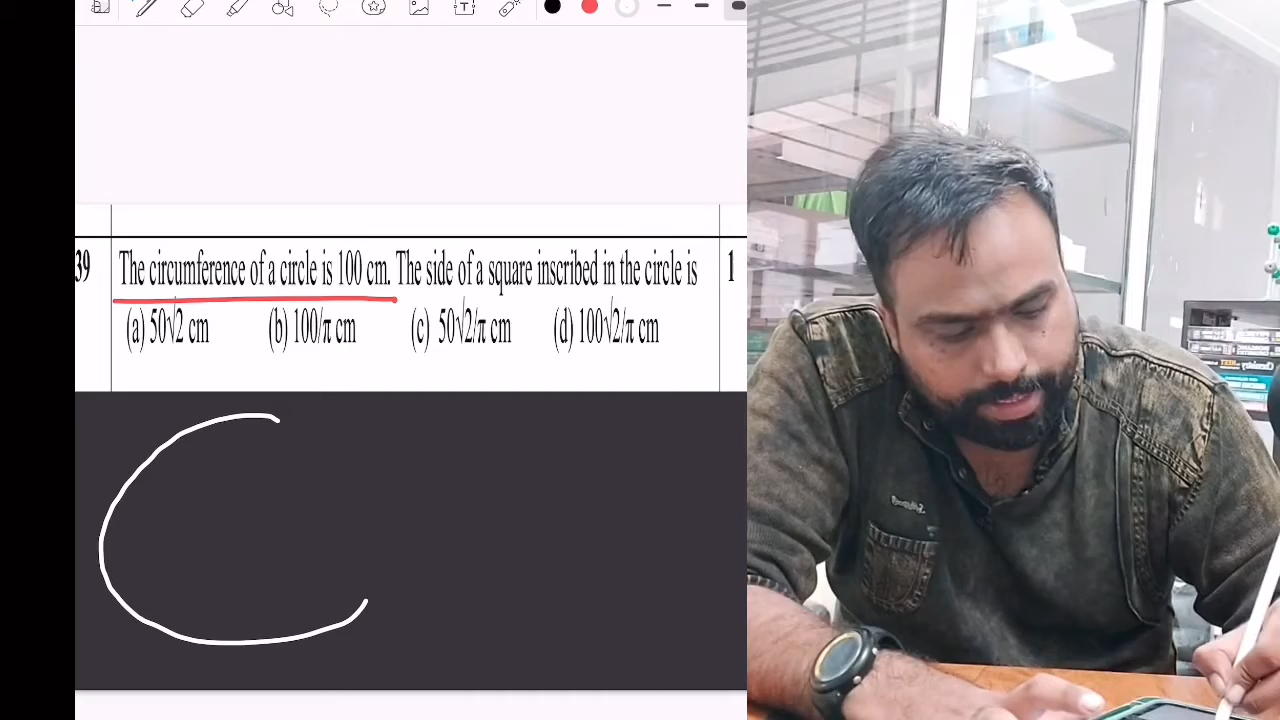 39 The circumference of a circle is 100 cm. The side of a square inscribed in the circle is 1
(a) 50√2 cm (b) 100/π cm (c) 50√2/π cm (d) 100√2/π cm